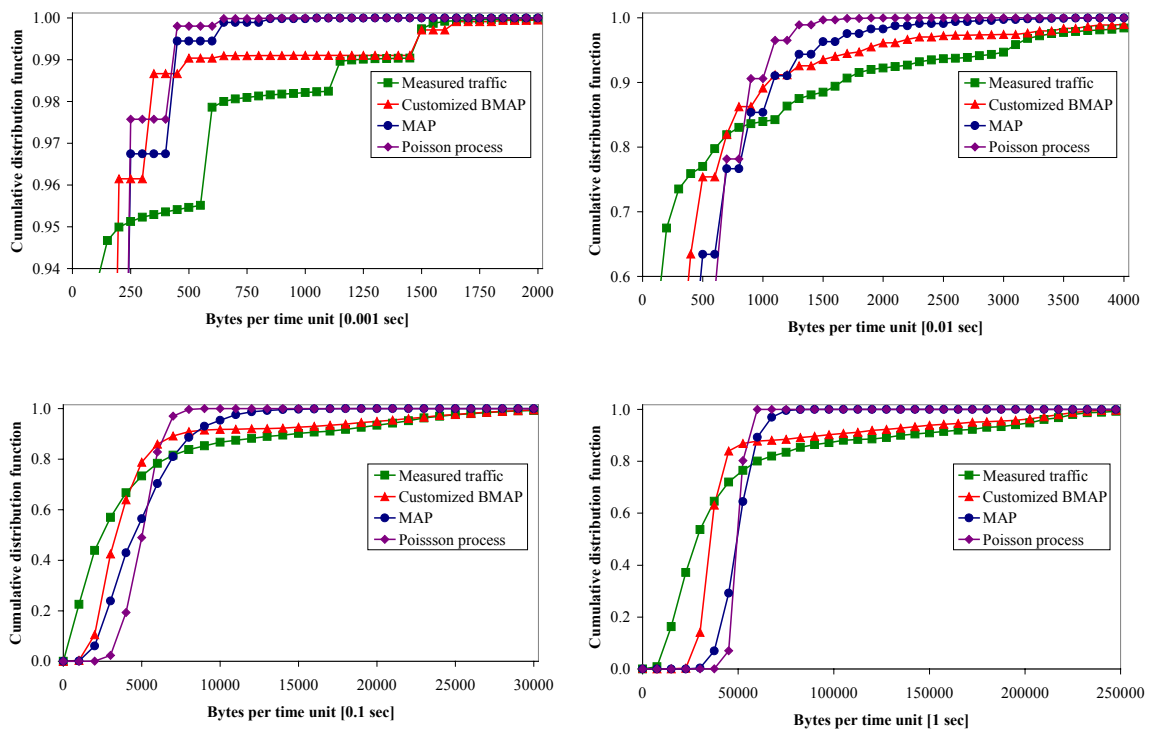 Cumulative distribution function
1.00
0.99
0.98
0.97
0.96
0.95
0.94
Measured traffic
Customized BMAP
MAP
Poisson process
0 250 500 750 1000 1250 1500 1750 2000
Bytes per time unit [0.001 sec]
Cumulative distribution function
1.0
0.9
0.8
0.7
0.6
Measured traffic
Customized BMAP
MAP
Poisson process
0 500 1000 1500 2000 2500 3000 3500 4000
Bytes per time unit [0.01 sec]
Cumulative distribution function
1.0
0.8
0.6
0.4
0.2
0.0
Measured traffic
Customized BMAP
MAP
Poissson process
0 5000 10000 15000 20000 25000 30000
Bytes per time unit [0.1 sec]
Cumulative distribution function
1.0
0.8
0.6
0.4
0.2
0.0
Measured traffic
Customized BMAP
MAP
Poisson process
0 50000 100000 150000 200000 250000
Bytes per time unit [1 sec]